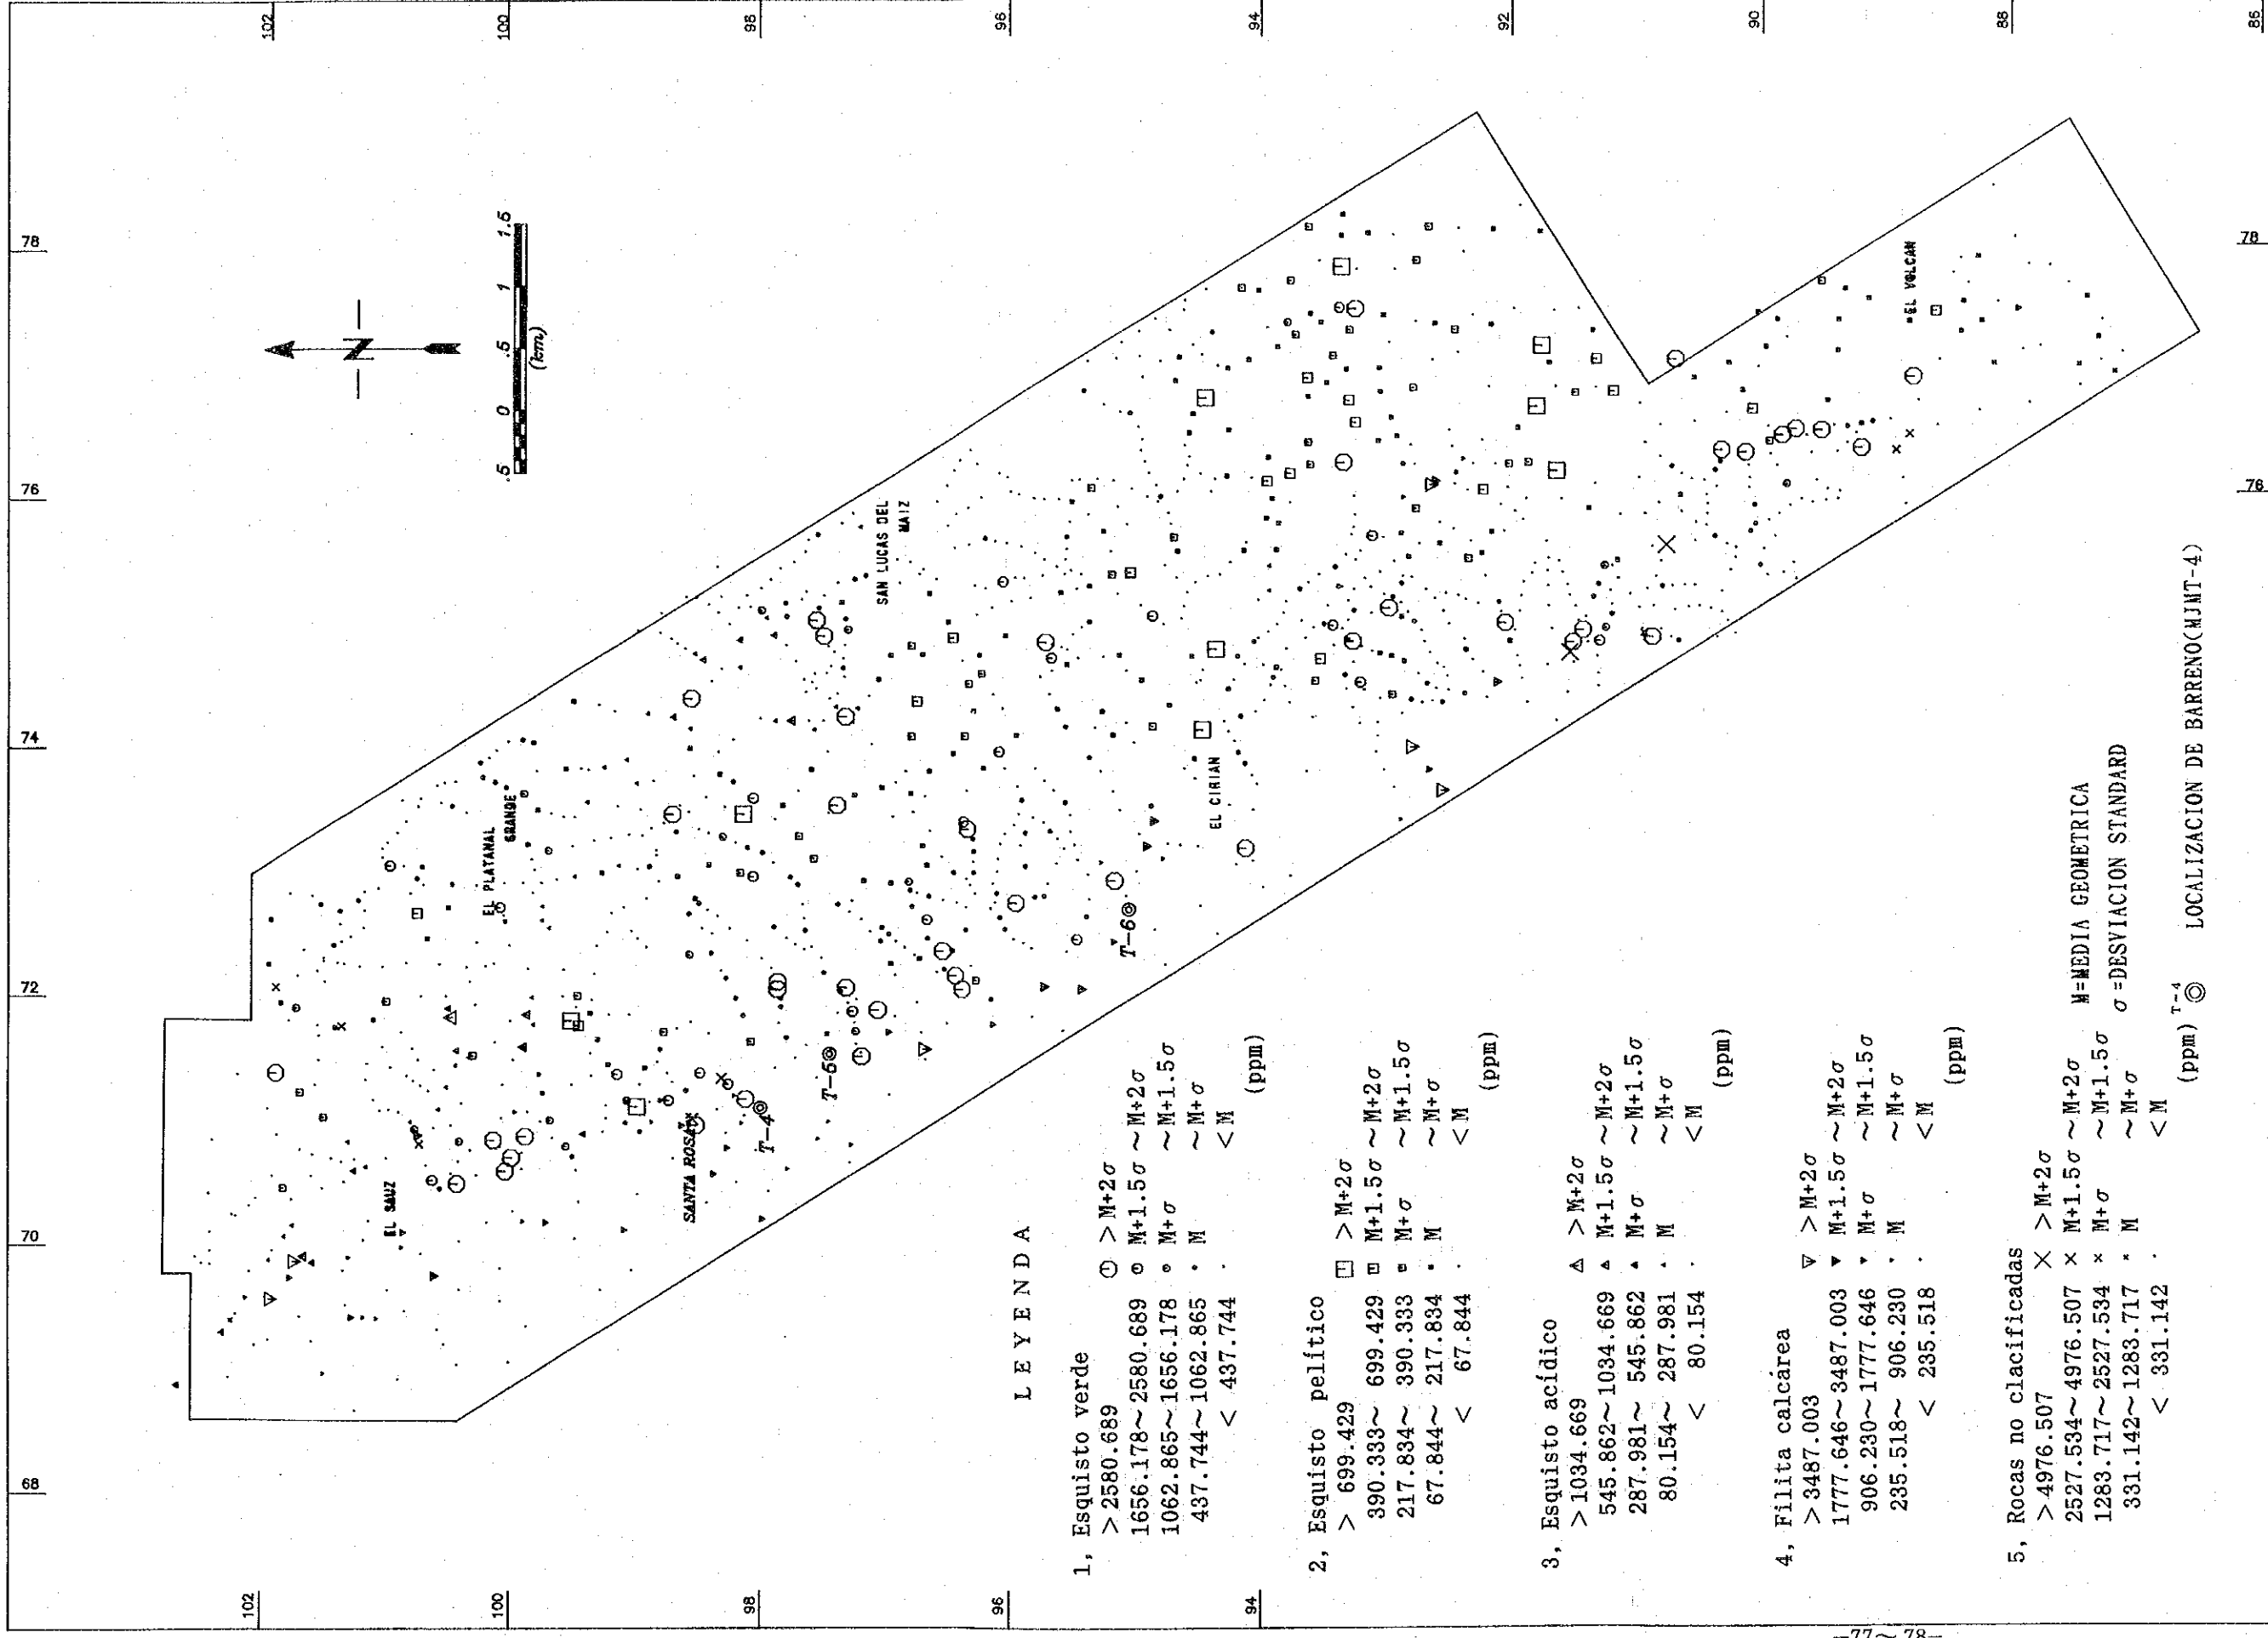 102
100
98
96
94
92
90
88
86
78
76
74
72
70
68
78
76
102
100
98
96
94
N
.5 0 .5 1 1.5
(km)
EL PLATANAL
GRANDE
SAN LUCAS DEL
MAIZ
EL SAUZ
SANTA ROSA
T-4
T-5
T-6
EL CIRIAN
EL VOLCAN
LEYENDA
1, Esquisto verde
> 2580.689 > M+2σ
1656.178~2580.689 M+1.5σ ~M+2σ
1062.865~1656.178 M+σ ~M+1.5σ
437.744~1062.865 M ~M+σ
< 437.744 <M
(ppm)
2, Esquisto pelítico
> 699.429 > M+2σ
390.333~ 699.429 M+1.5σ ~M+2σ
217.834~ 390.333 M+σ ~M+1.5σ
67.844~ 217.834 M ~M+σ
< 67.844 <M
(ppm)
3, Esquisto acídico
> 1034.669 > M+2σ
545.862~1034.669 M+1.5σ ~M+2σ
287.981~ 545.862 M+σ ~M+1.5σ
80.154~ 287.981 M ~M+σ
< 80.154 <M
(ppm)
4, Filita calcárea
> 3487.003 > M+2σ
1777.646~3487.003 M+1.5σ ~M+2σ
906.230~1777.646 M+σ ~M+1.5σ
235.518~ 906.230 M ~M+σ
< 235.518 <M
(ppm)
5, Rocas no clacificadas
> 4976.507 > M+2σ
2527.534~4976.507 M+1.5σ ~M+2σ
1283.717~2527.534 M+σ ~M+1.5σ
331.142~1283.717 M ~M+σ
< 331.142 <M
(ppm)
M=MEDIA GEOMETRICA
σ=DESVIACION STANDARD
T-4 LOCALIZACION DE BARRENO(MJMT-4)
—77~78—